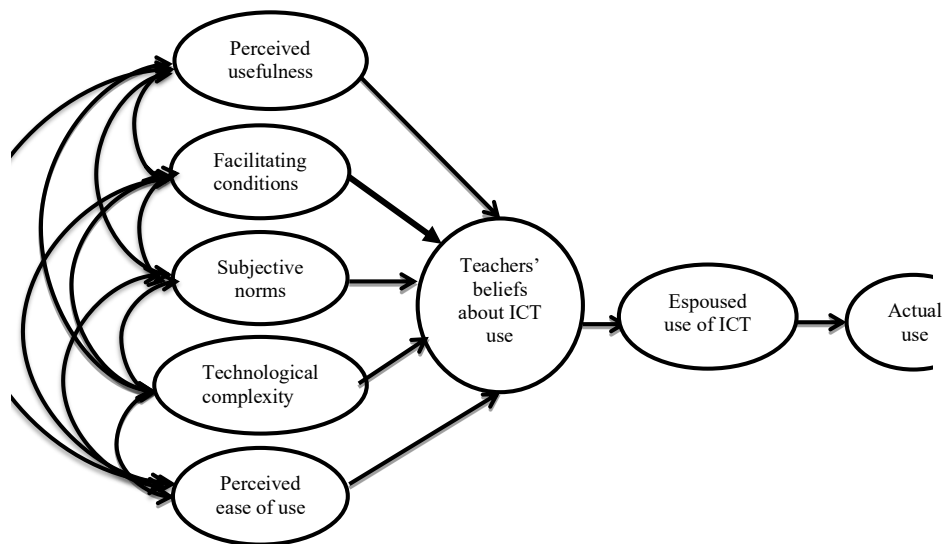 Perceived
usefulness
Facilitating
conditions
Subjective
norms
Technological
complexity
Perceived
ease of use
Teachers’
beliefs
about ICT
use
Espoused
use of ICT
Actual
use